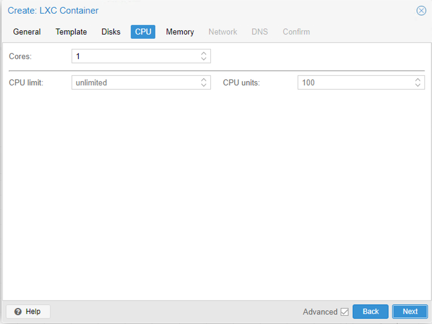 Create: LXC Container
General Template Disks CPU Memory Network DNS Confirm
Cores: 1
CPU limit: unlimited CPU units: 100
Help Advanced Back Next